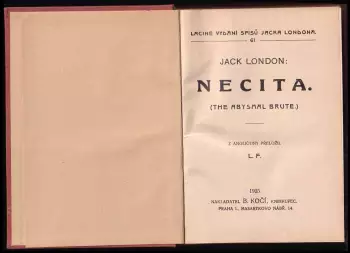 LACINÉ VYDÁNÍ SPISŮ JACKA LONDONA.
61
JACK LONDON:
NECITA.
(THE ABYSMAL BRUTE.)
Z ANGLIČTINY PŘELOŽIL
L. F.
1925
NAKLADATEL B. KOČÍ, KNIHKUPEC,
PRAHA I., MASARYKOVO NÁBŘ. 14.